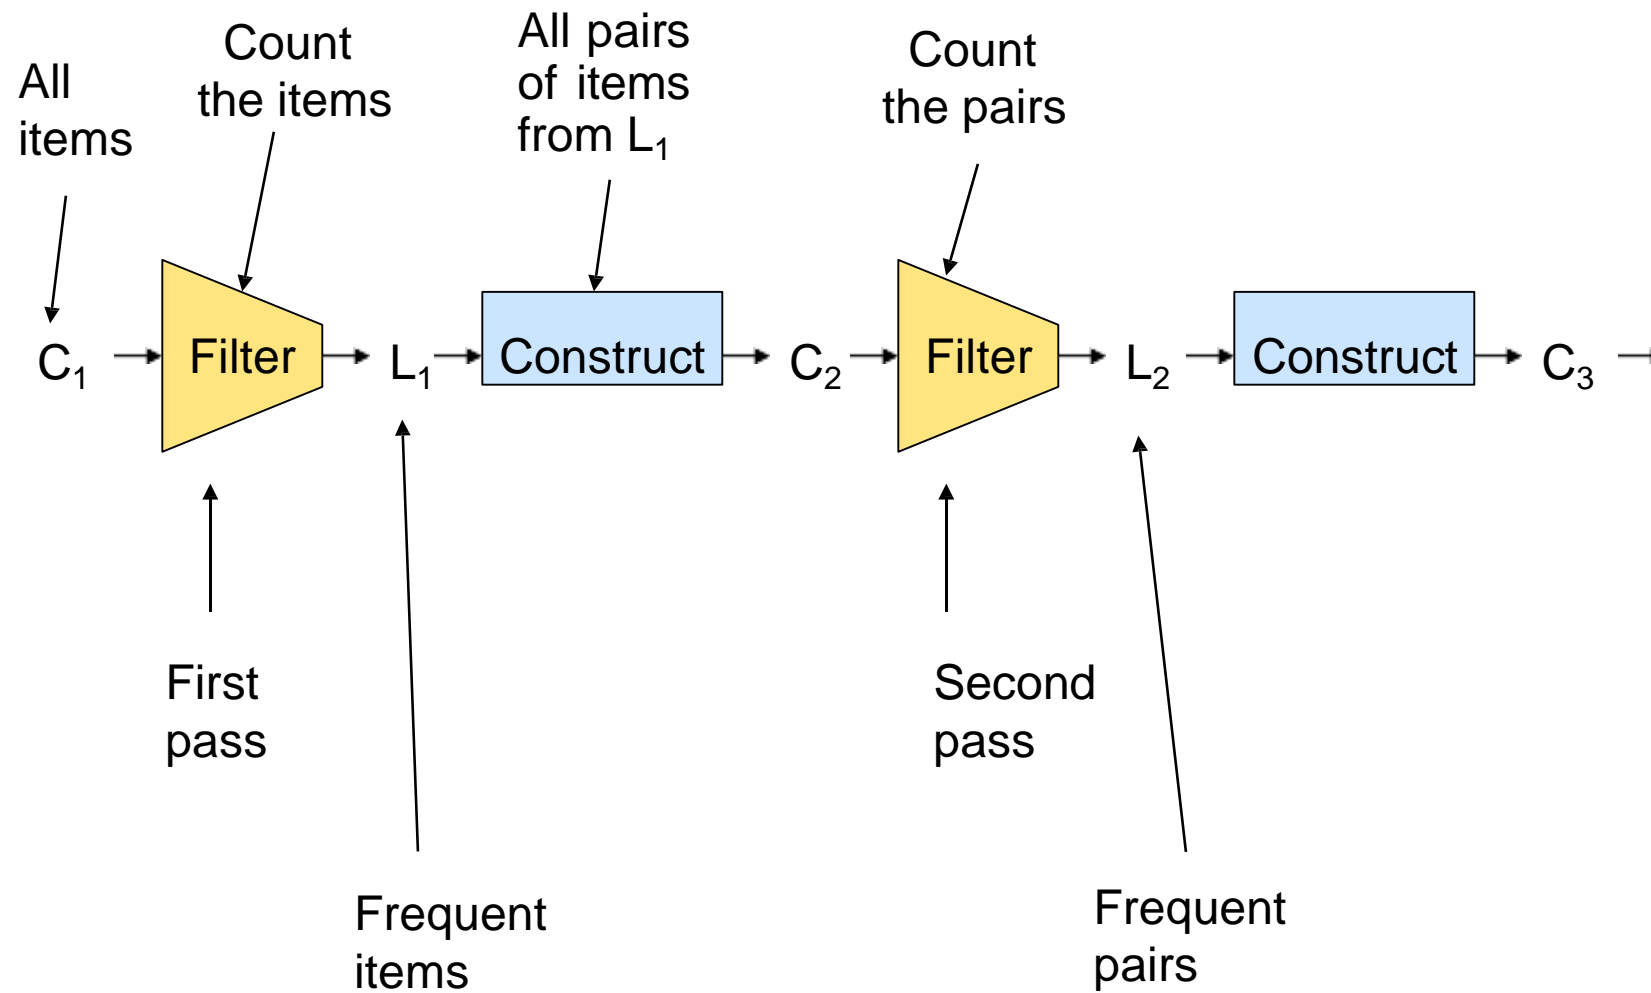 All
items
Count
the items
All pairs
of items
from L₁
Count
the pairs
C₁
Filter
L₁
Construct
C₂
Filter
L₂
Construct
C₃
First
pass
Second
pass
Frequent
items
Frequent
pairs